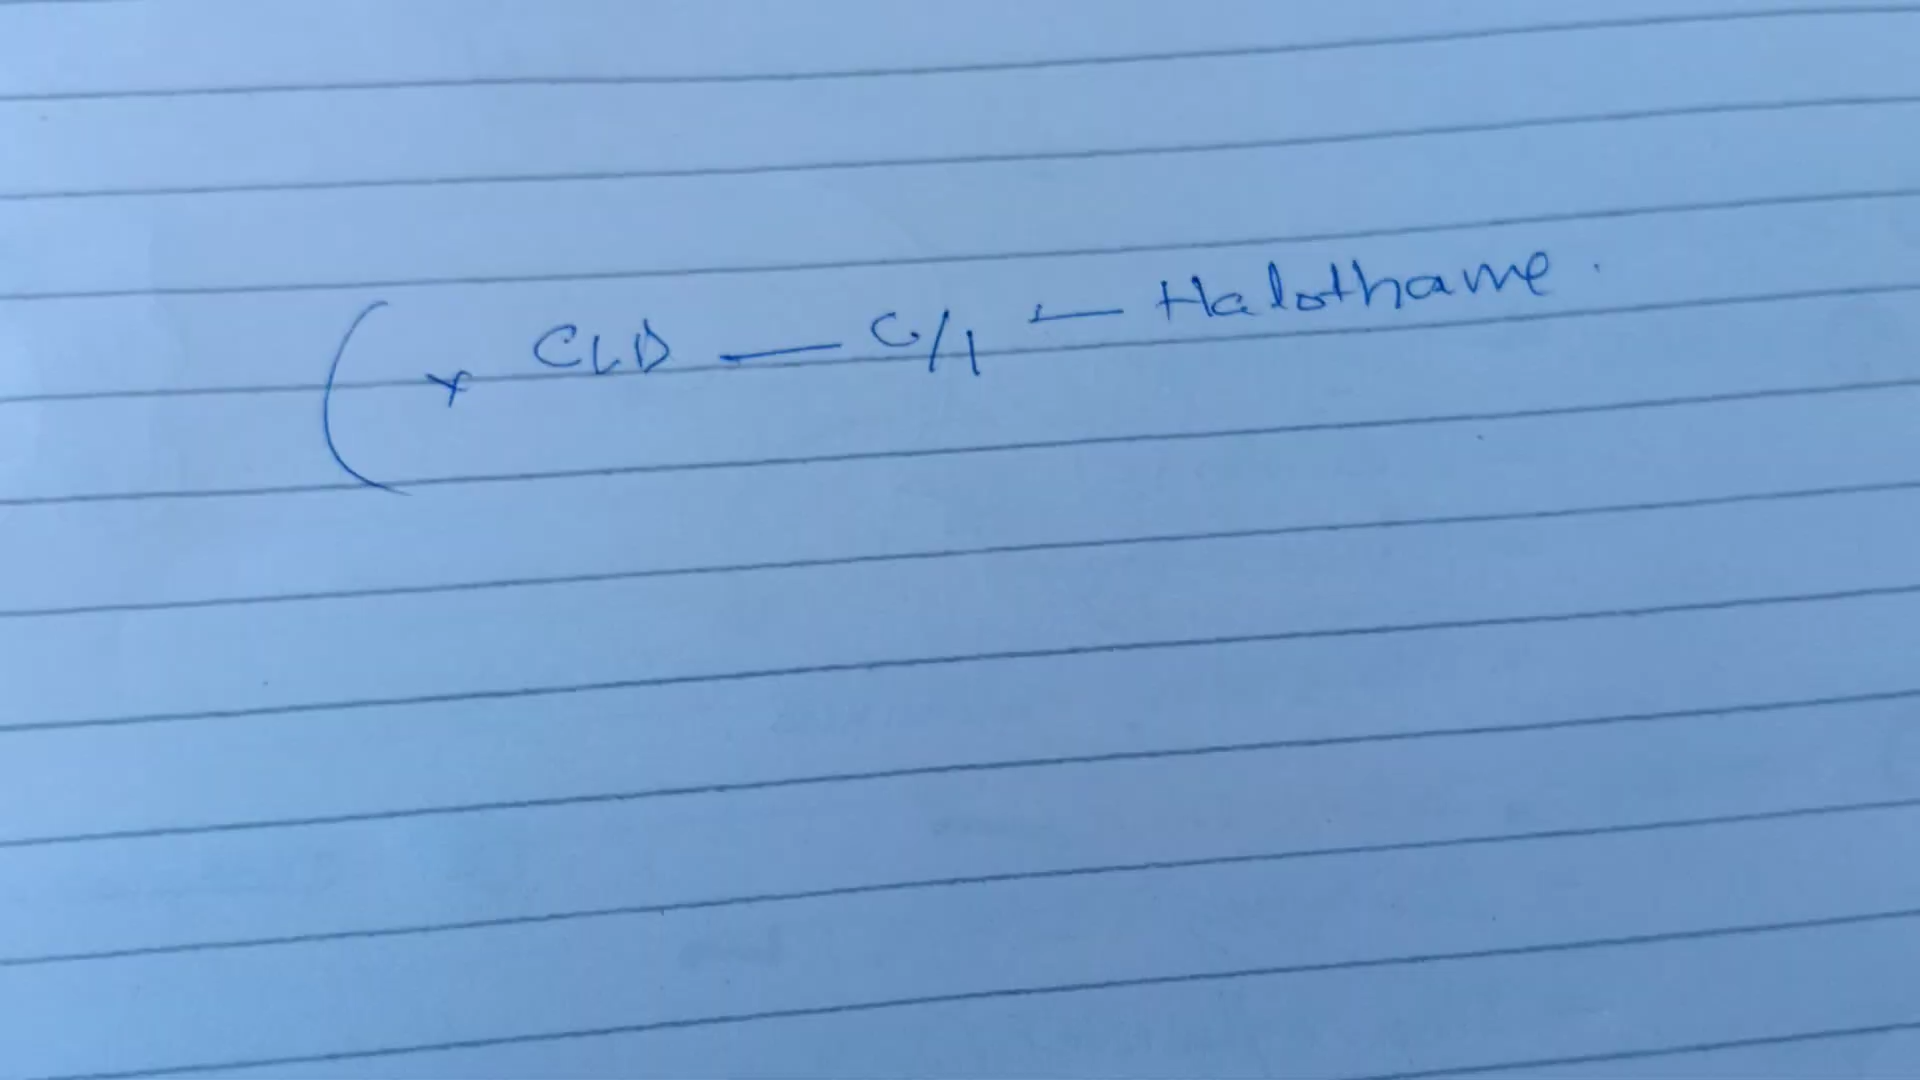 ( x CLD — C/I — Halothane.